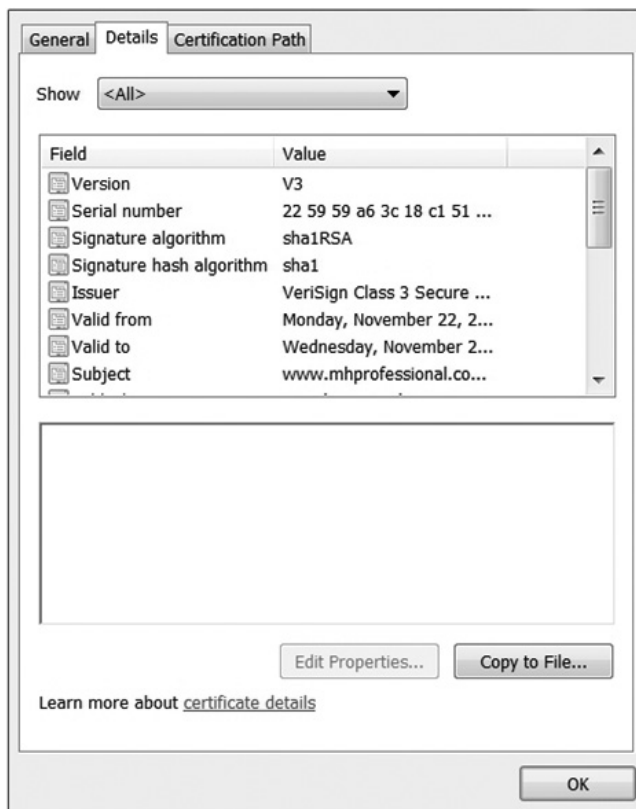 General Details Certification Path
Show <All>
Field Value
Version V3
Serial number 22 59 59 a6 3c 18 c1 51 ...
Signature algorithm sha1RSA
Signature hash algorithm sha1
Issuer VeriSign Class 3 Secure ...
Valid from Monday, November 22, 2...
Valid to Wednesday, November 2...
Subject www.mhprofessional.co...
Edit Properties... Copy to File...
Learn more about certificate details
OK